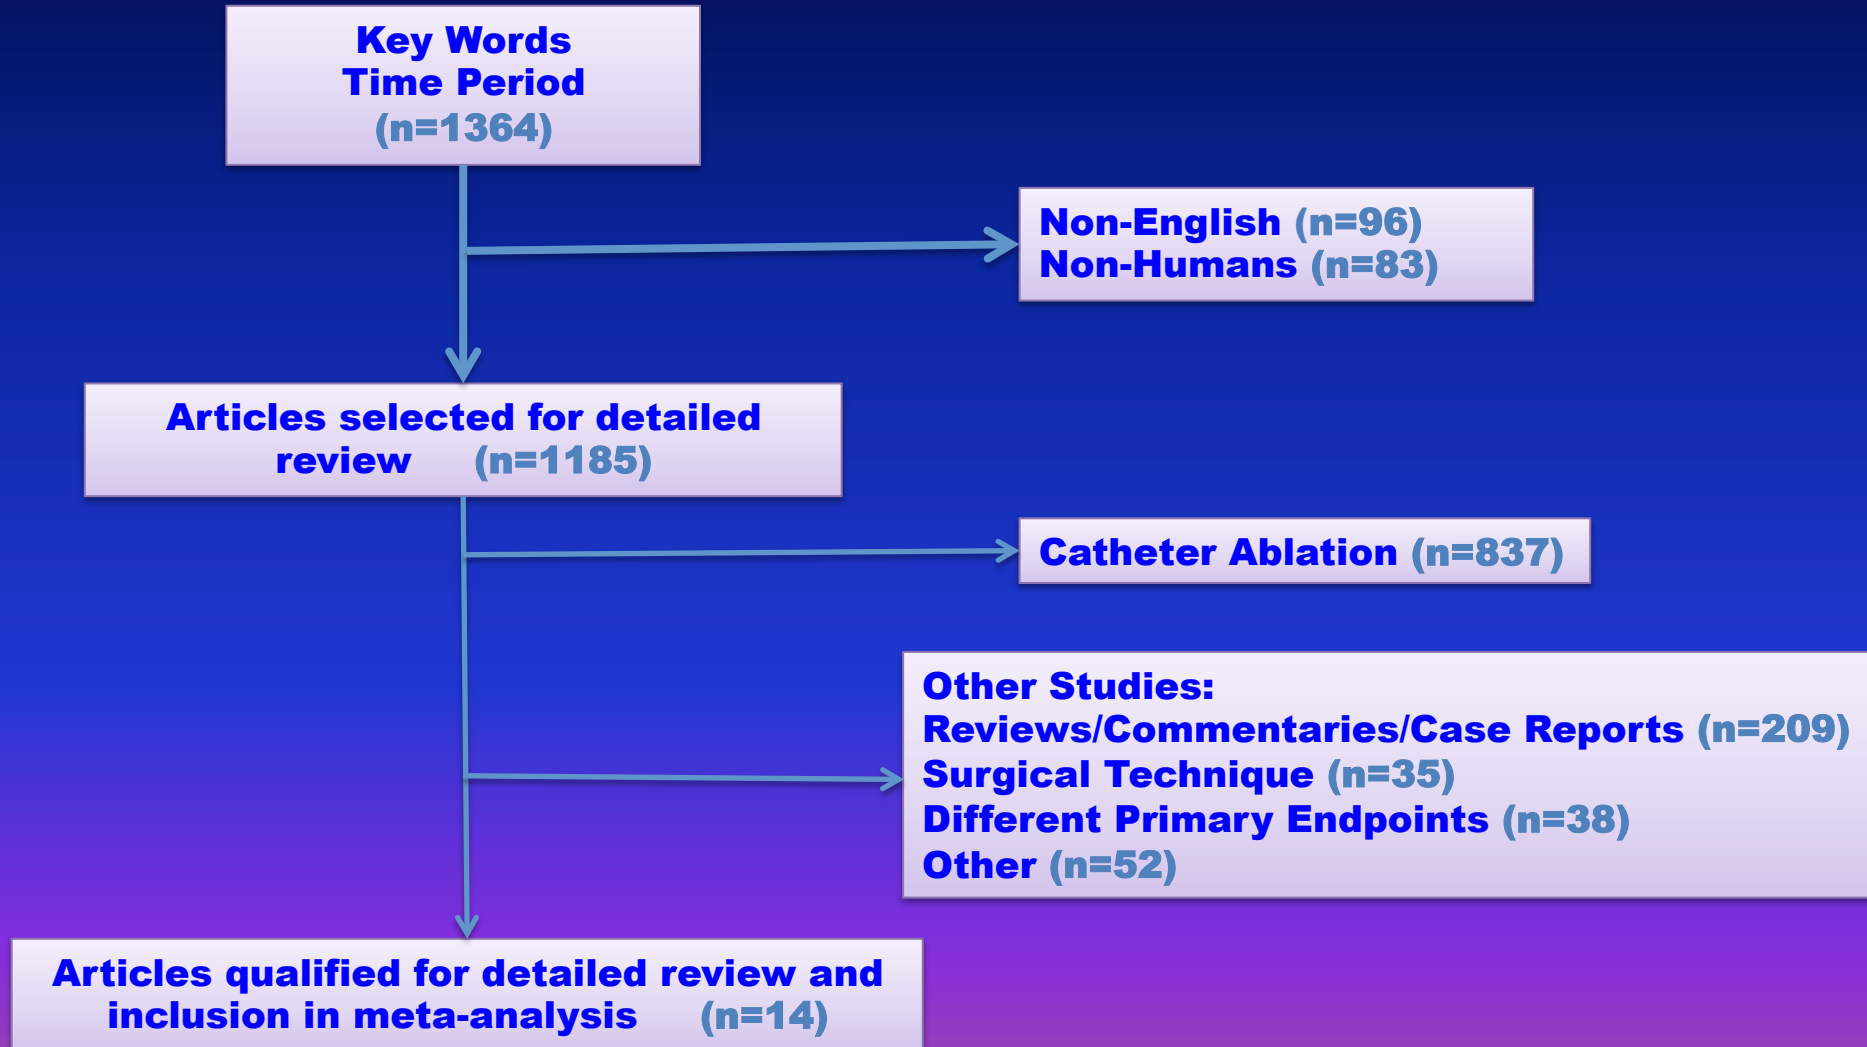 Key Words
Time Period
(n=1364)
Non-English (n=96)
Non-Humans (n=83)
Articles selected for detailed
review (n=1185)
Catheter Ablation (n=837)
Other Studies:
Reviews/Commentaries/Case Reports (n=209)
Surgical Technique (n=35)
Different Primary Endpoints (n=38)
Other (n=52)
Articles qualified for detailed review and
inclusion in meta-analysis (n=14)